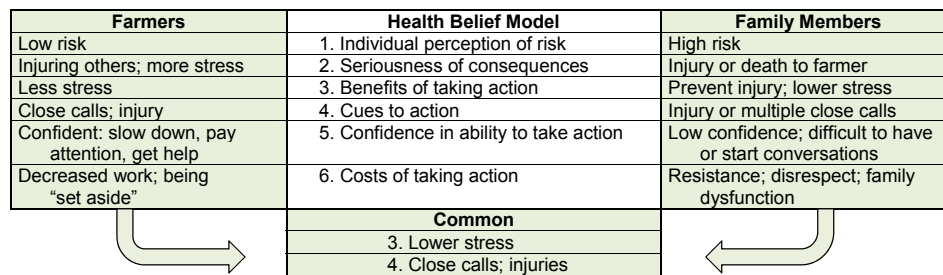 Farmers Health Belief Model Family Members
Low risk 1. Individual perception of risk High risk
Injuring others; more stress 2. Seriousness of consequences Injury or death to farmer
Less stress 3. Benefits of taking action Prevent injury; lower stress
Close calls; injury 4. Cues to action Injury or multiple close calls
Confident: slow down, pay 5. Confidence in ability to take action Low confidence; difficult to have
attention, get help or start conversations
Decreased work; being 6. Costs of taking action Resistance; disrespect; family
“set aside” dysfunction
Common
3. Lower stress
4. Close calls; injuries